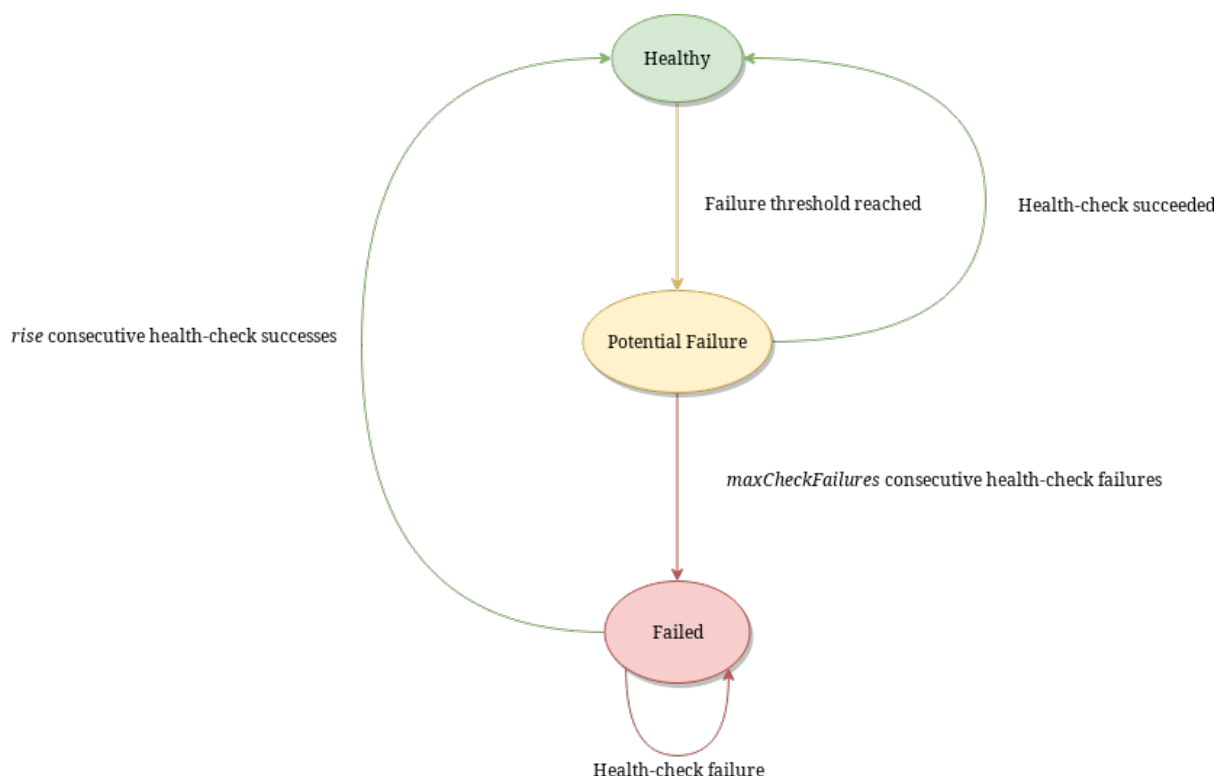 Healthy
Failure threshold reached
Health-check succeeded
Potential Failure
rise consecutive health-check successes
maxCheckFailures consecutive health-check failures
Failed
Health-check failure